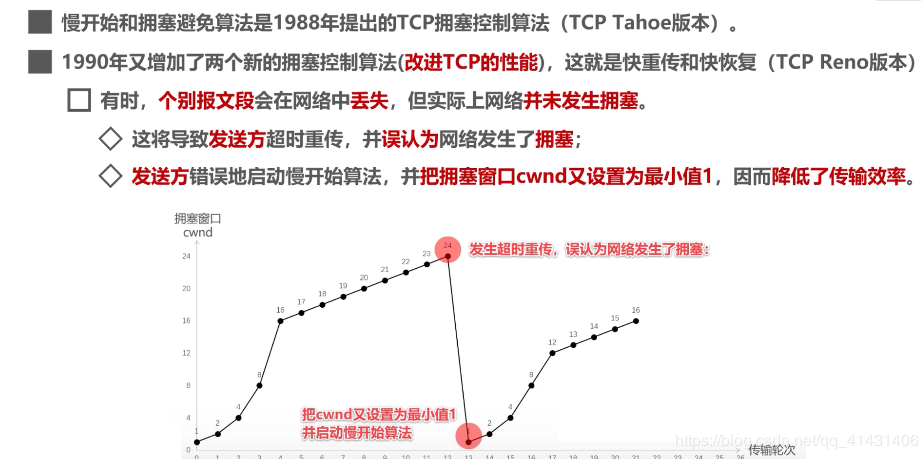 慢开始和拥塞避免算法是1988年提出的TCP拥塞控制算法（TCP Tahoe版本）。
1990年又增加了两个新的拥塞控制算法(改进TCP的性能)，这就是快重传和快恢复（TCP Reno版本）
有时，个别报文段会在网络中丢失，但实际上网络并未发生拥塞。
这将导致发送方超时重传，并误认为网络发生了拥塞；
发送方错误地启动慢开始算法，并把拥塞窗口cwnd又设置为最小值1，因而降低了传输效率。
拥塞窗口
cwnd
24
20
16
12
8
4
0
1
2
4
8
16
17
18
19
20
21
22
23
24
发生超时重传，误认为网络发生了拥塞：
把cwnd又设置为最小值1
并启动慢开始算法
1
2
4
8
12
13
14
15
16
传输轮次
0 1 2 3 4 5 6 7 8 9 10 11 12 13 14 15 16 17 18 19 20 21 22 23 24 25 26
https://blog.csdn.net/qq_41431406